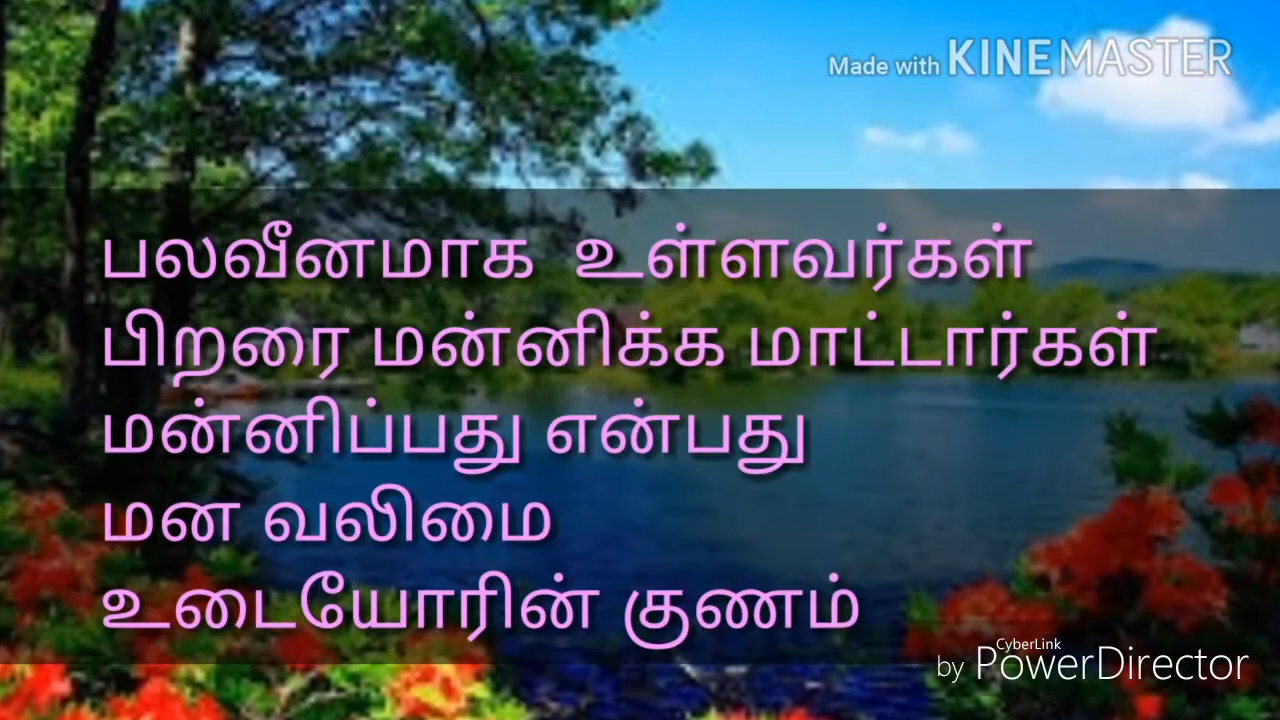 Made with KINEMASTER
பலவீனமாக உள்ளவர்கள்
பிறரை மன்னிக்க மாட்டார்கள்
மன்னிப்பது என்பது
மன வலிமை
உடையோரின் குணம்
CyberLink
by PowerDirector